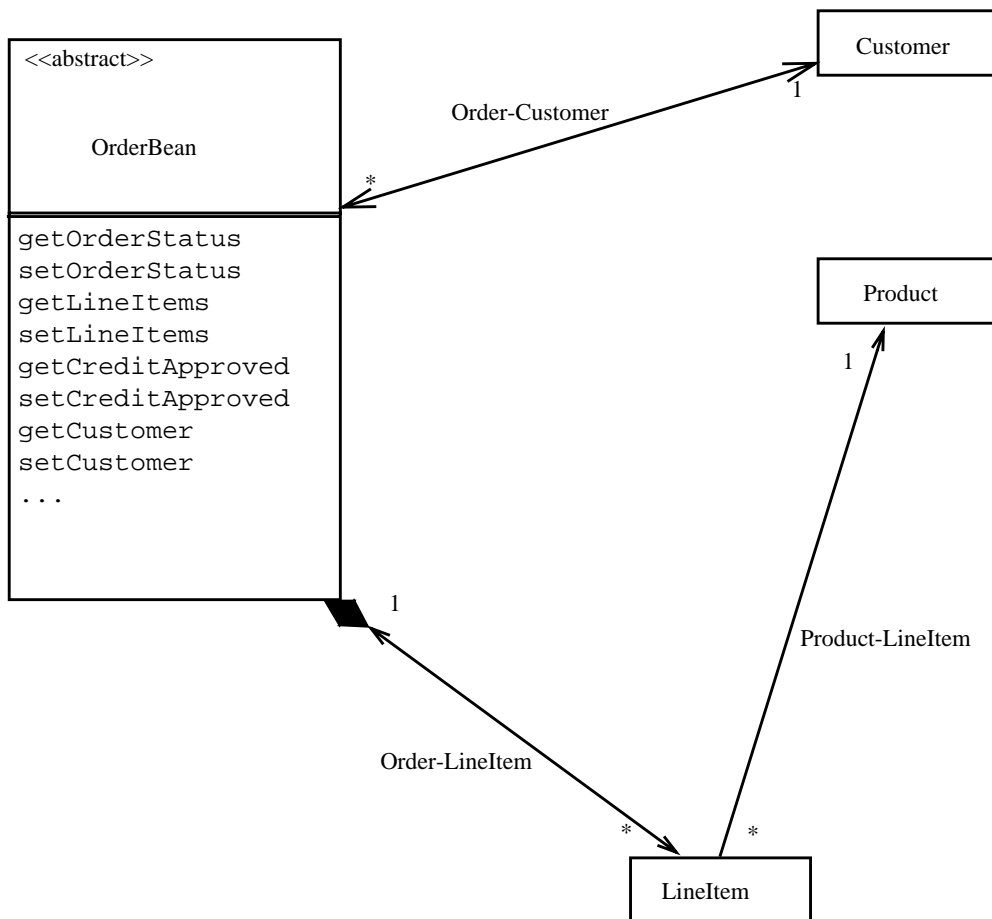 <<abstract>>
OrderBean
getOrderStatus
setOrderStatus
getLineItems
setLineItems
getCreditApproved
setCreditApproved
getCustomer
setCustomer
...
Customer
1
Order-Customer
*
Product
1
Product-LineItem
1
Order-LineItem
*
*
LineItem